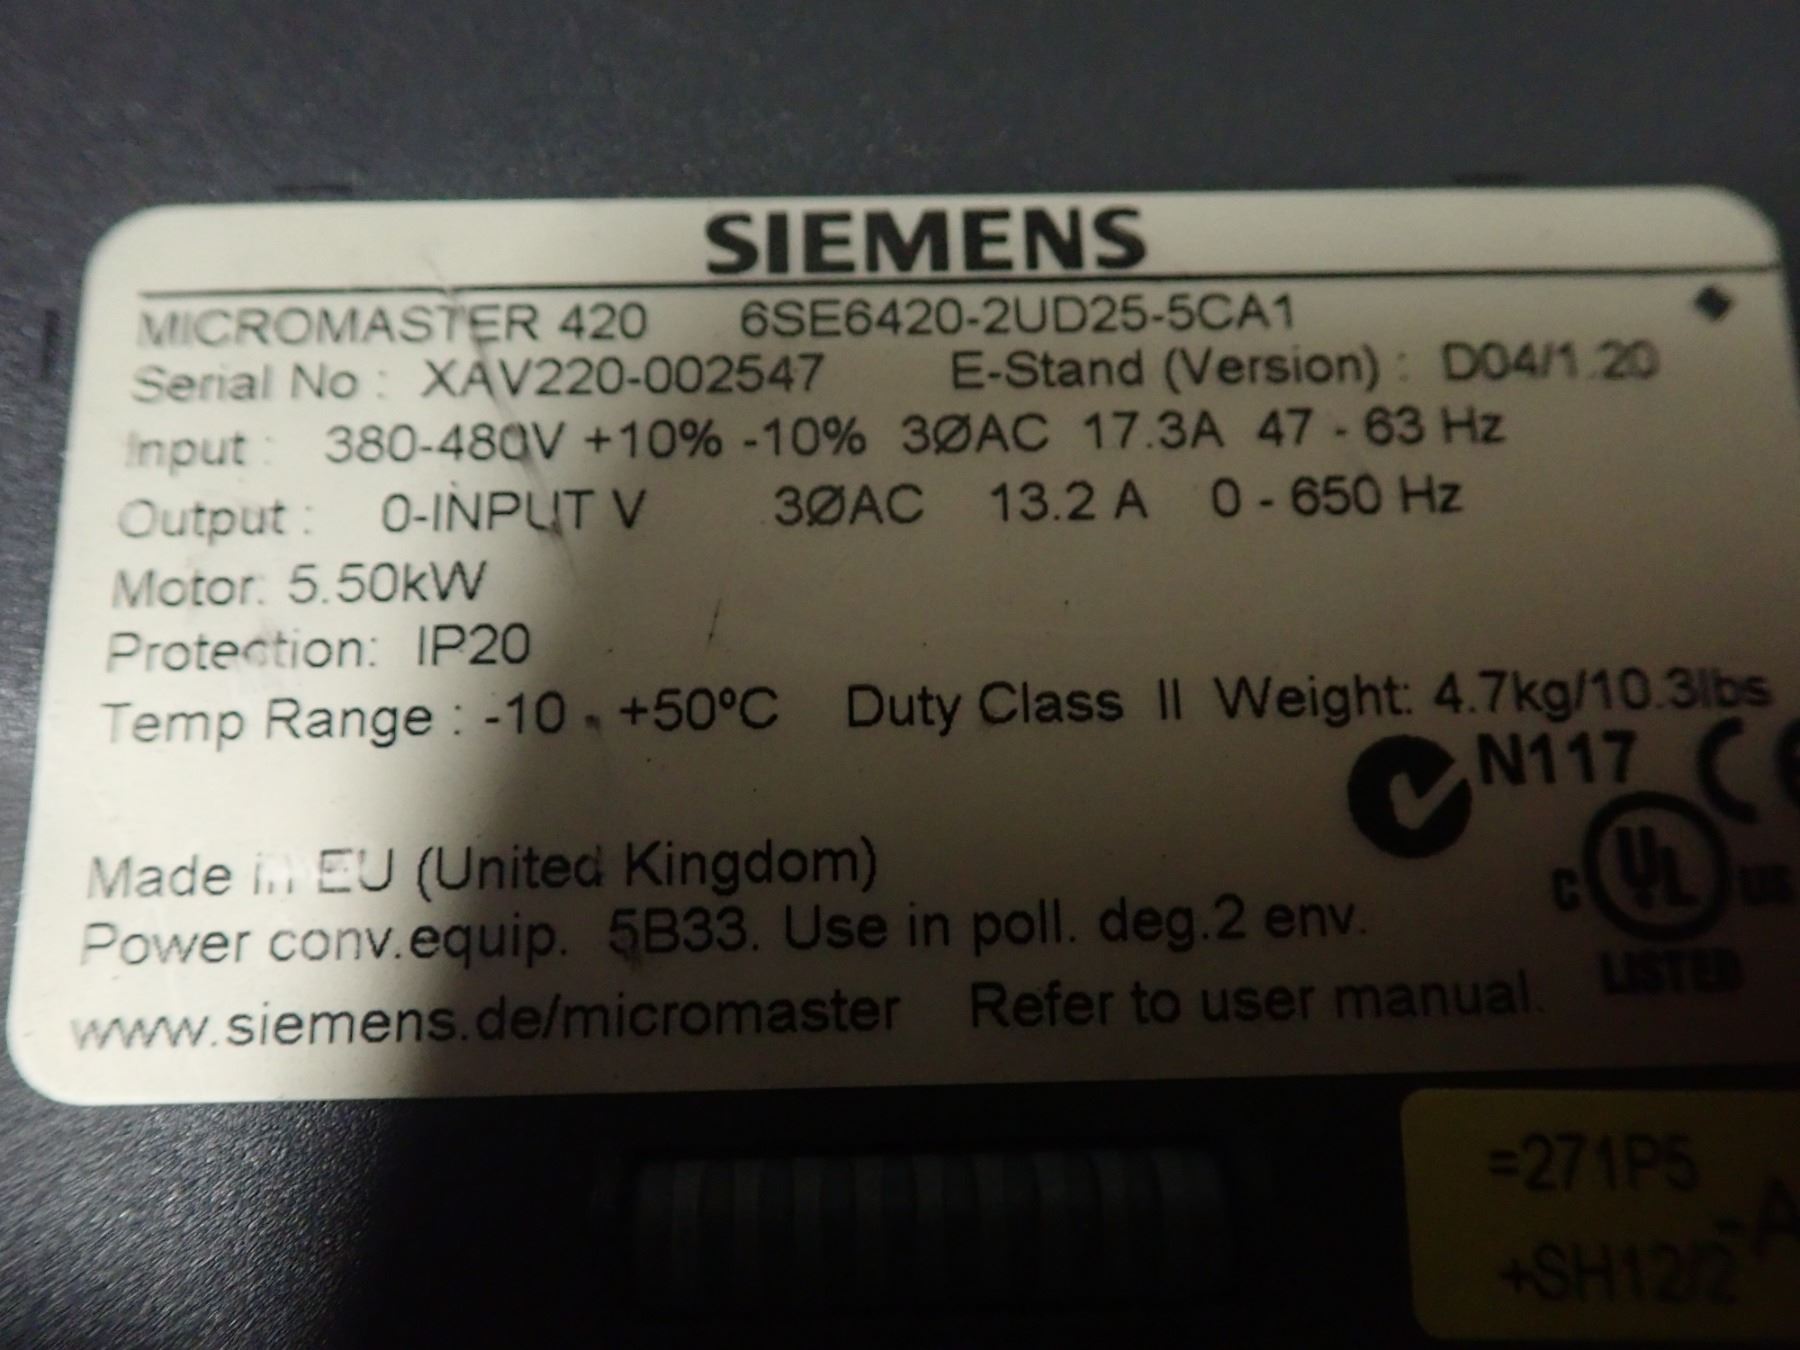 SIEMENS
MICROMASTER 420 6SE6420-2UD25-5CA1
Serial No : XAV220-002547 E-Stand (Version) : D04/1.20
Input : 380-480V +10% -10% 3ØAC 17.3A 47 - 63 Hz
Output : 0-INPUT V 3ØAC 13.2 A 0 - 650 Hz
Motor: 5.50kW
Protection: IP20
Temp Range : -10 - +50ºC Duty Class II Weight: 4.7kg/10.3lbs
N117 CE
C UL US
LISTED
Made in EU (United Kingdom)
Power conv.equip. 5B33. Use in poll. deg.2 env.
www.siemens.de/micromaster Refer to user manual.
=271P5
+SH12/2
-A